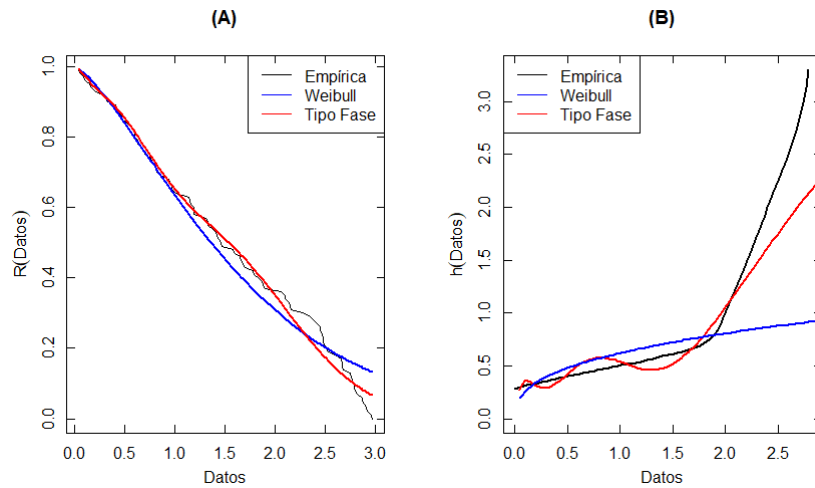 (A)
R(Datos)
1.0
0.8
0.6
0.4
0.2
0.0
Empírica
Weibull
Tipo Fase
0.0 0.5 1.0 1.5 2.0 2.5 3.0
Datos
(B)
h(Datos)
3.0
2.5
2.0
1.5
1.0
0.5
0.0
Empírica
Weibull
Tipo Fase
0.0 0.5 1.0 1.5 2.0 2.5
Datos